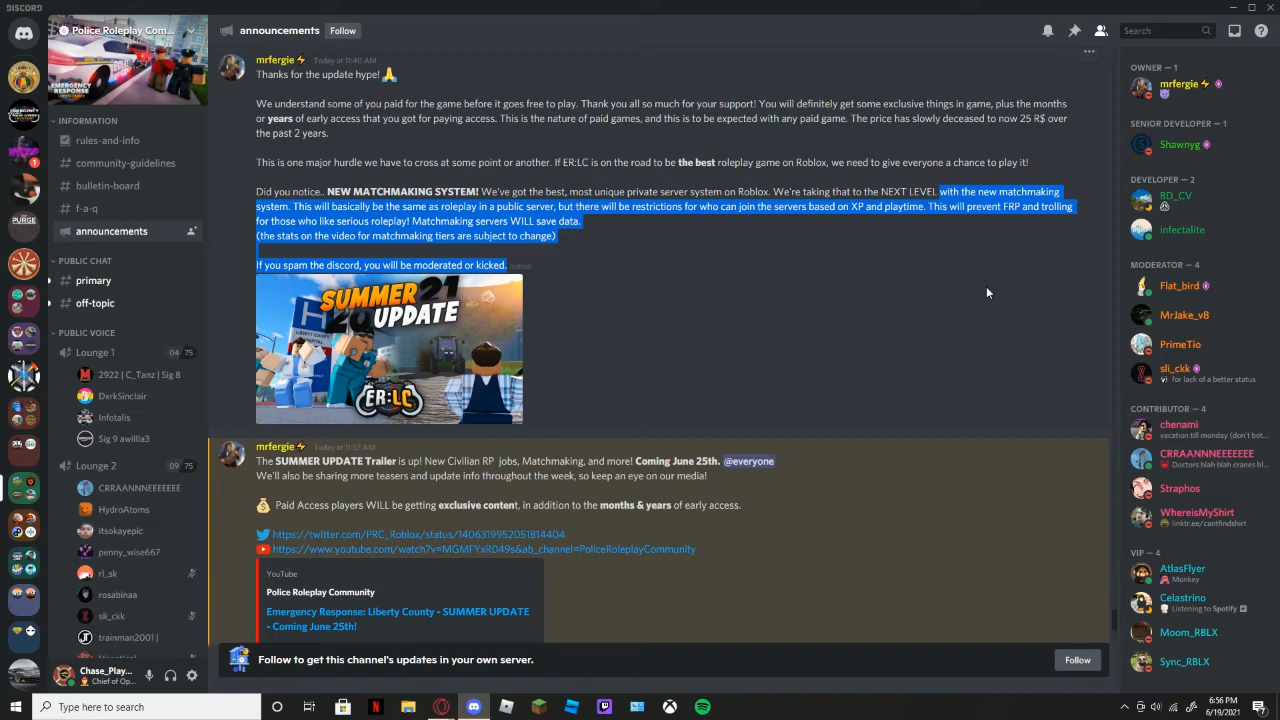 DISCORD
Police Roleplay Com...
announcements
Follow
Search
EMERGENCY
RESPONSE
INFORMATION
rules-and-info
community-guidelines
bulletin-board
f-a-q
announcements
PUBLIC CHAT
primary
off-topic
PUBLIC VOICE
Lounge 1 04 75
2922 | C_Tanz | Sig 8
DxrkSinclair
Infotalis
Sig 9 awillia3
Lounge 2 09 75
CRRAANNNEEEEEE
HydroAtoms
itsokayepic
penny_wise667
rl_sk
rosabinaa
sli_ckk
trainman2001 |
Chase_Play...
Chief of Op...
1
PURGE
mrfergie Today at 11:40 AM
Thanks for the update hype!
We understand some of you paid for the game before it goes free to play. Thank you all so much for your support! You will definitely get some exclusive things in game, plus the months
or years of early access that you got for paying access. This is the nature of paid games, and this is to be expected with any paid game. The price has slowly deceased to now 25 R$ over
the past 2 years.
This is one major hurdle we have to cross at some point or another. If ER:LC is on the road to be the best roleplay game on Roblox, we need to give everyone a chance to play it!
Did you notice.. NEW MATCHMAKING SYSTEM! We've got the best, most unique private server system on Roblox. We're taking that to the NEXT LEVEL with the new matchmaking
system. This will basically be the same as roleplay in a public server, but there will be restrictions for who can join the servers based on XP and playtime. This will prevent FRP and trolling
for those who like serious roleplay! Matchmaking servers WILL save data.
(the stats on the video for matchmaking tiers are subject to change)
If you spam the discord, you will be moderated or kicked. (edited)
SUMMER 21
UPDATE
LIBERTY COUNTY
HOSPITAL
ER:LC
mrfergie Today at 11:57 AM
The SUMMER UPDATE Trailer is up! New Civilian RP jobs, Matchmaking, and more! Coming June 25th. @everyone
We'll also be sharing more teasers and update info throughout the week, so keep an eye on our media!
Paid Access players WILL be getting exclusive content, in addition to the months & years of early access.
https://twitter.com/PRC_Roblox/status/1406319952051814404
https://www.youtube.com/watch?v=MGMFYxR049s&ab_channel=PoliceRoleplayCommunity
YouTube
Police Roleplay Community
Emergency Response: Liberty County - SUMMER UPDATE
- Coming June 25th!
Follow to get this channel's updates in your own server.
Follow
OWNER — 1
mrfergie
SENIOR DEVELOPER — 1
Shawnyg
DEVELOPER — 2
BD_CV
infectalite
MODERATOR — 4
Flat_bird
MrJake_v8
PrimeTio
sli_ckk
for lack of a better status
CONTRIBUTOR — 4
chenami
vacation till monday (don't bot...
CRRAANNNEEEEEE
Doctors blah blah cranes bl...
Straphos
WhereisMyShirt
linktr.ee/cantfindshirt
VIP — 4
AtlasFlyer
Monkey
Celastrino
Listening to Spotify
Moom_RBLX
Sync_RBLX
Type here to search
6:56 PM
6/19/2021